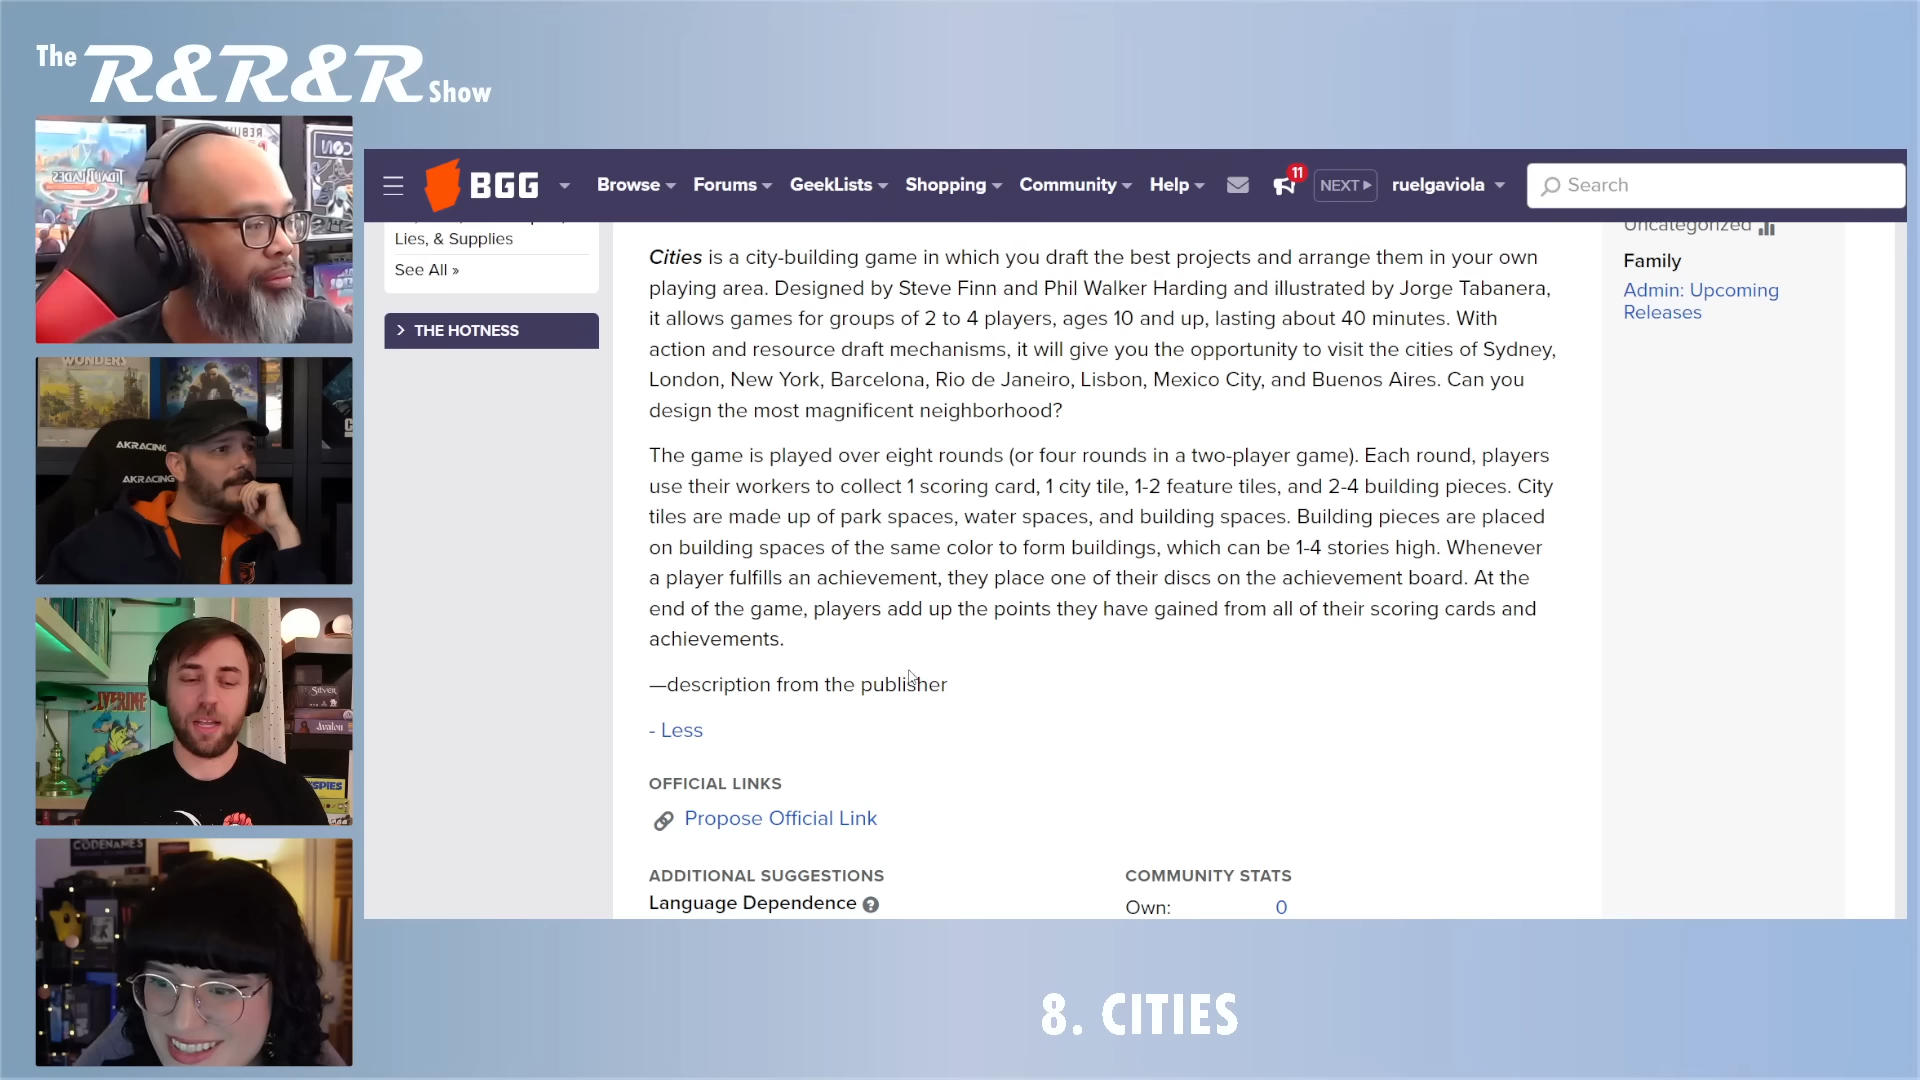 The R&R&R Show
BGG
Browse
Forums
GeekLists
Shopping
Community
Help
11
NEXT
ruelgaviola
Search
Lies, & Supplies
See All »
THE HOTNESS
Cities is a city-building game in which you draft the best projects and arrange them in your own
playing area. Designed by Steve Finn and Phil Walker Harding and illustrated by Jorge Tabanera,
it allows games for groups of 2 to 4 players, ages 10 and up, lasting about 40 minutes. With
action and resource draft mechanisms, it will give you the opportunity to visit the cities of Sydney,
London, New York, Barcelona, Rio de Janeiro, Lisbon, Mexico City, and Buenos Aires. Can you
design the most magnificent neighborhood?
The game is played over eight rounds (or four rounds in a two-player game). Each round, players
use their workers to collect 1 scoring card, 1 city tile, 1-2 feature tiles, and 2-4 building pieces. City
tiles are made up of park spaces, water spaces, and building spaces. Building pieces are placed
on building spaces of the same color to form buildings, which can be 1-4 stories high. Whenever
a player fulfills an achievement, they place one of their discs on the achievement board. At the
end of the game, players add up the points they have gained from all of their scoring cards and
achievements.
—description from the publisher
- Less
OFFICIAL LINKS
Propose Official Link
ADDITIONAL SUGGESTIONS
Language Dependence
COMMUNITY STATS
Own: 0
Uncategorized
Family
Admin: Upcoming
Releases
WONDERS
AKRACING
AKRACING
Silver
Avalon
CODENAMES
8. CITIES